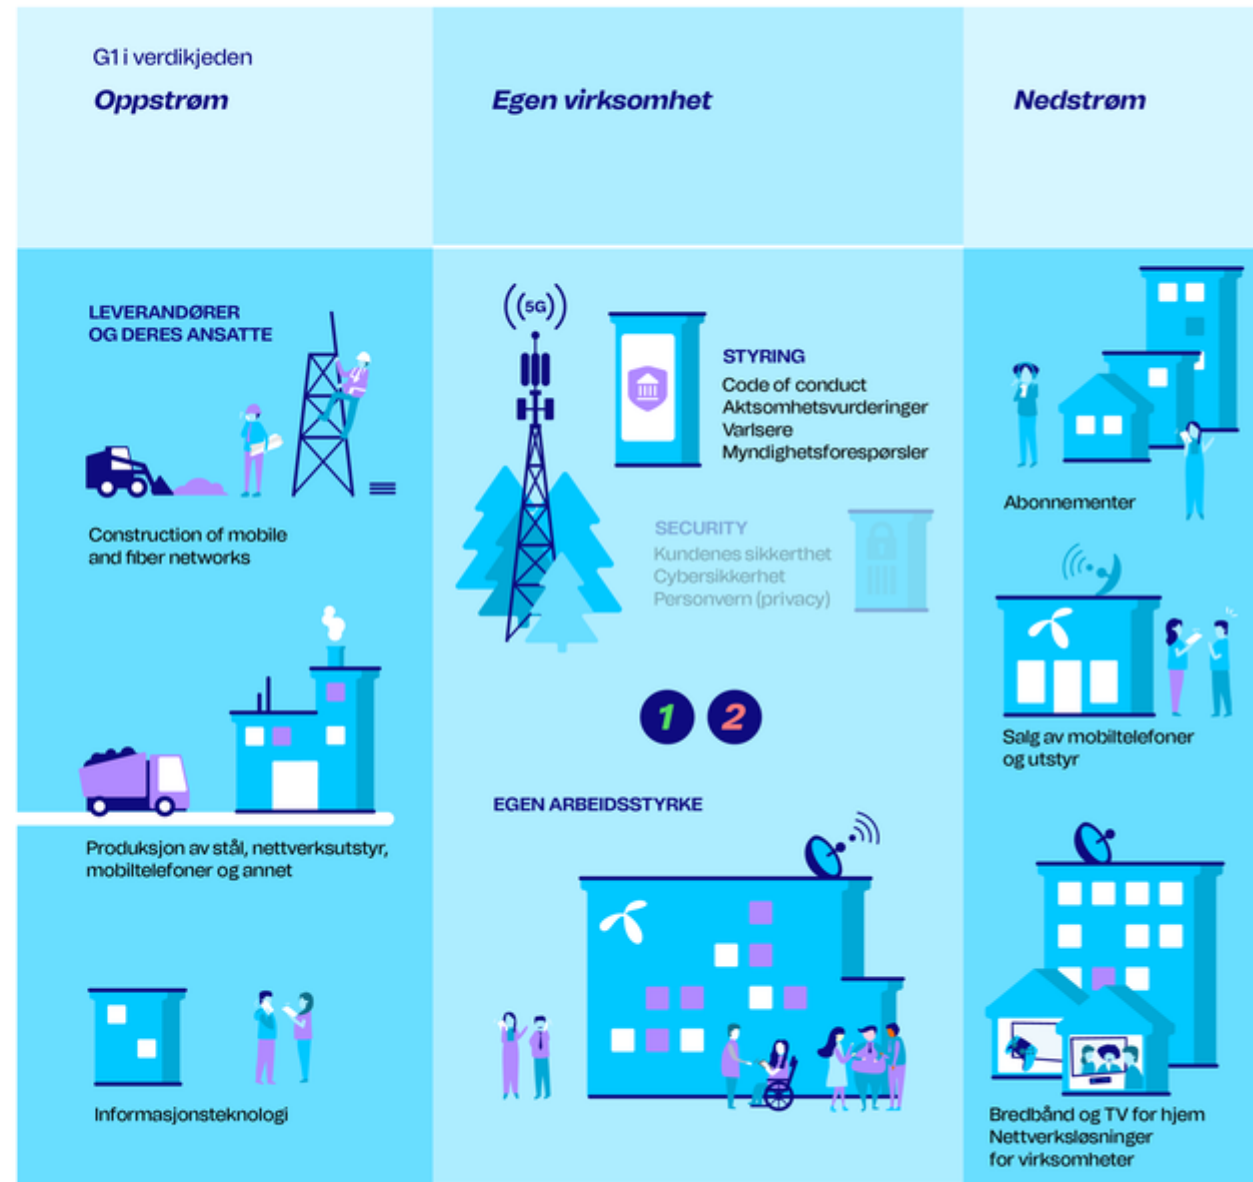 G1 i verdikjeden
Oppstrøm
Egen virksomhet
Nedstrøm
LEVERANDØRER
OG DERES ANSATTE
Construction of mobile
and fiber networks
Produksjon av stål, nettverksutstyr,
mobiltelefoner og annet
Informasjonsteknologi
((5G))
STYRING
Code of conduct
Aktsomhetsvurderinger
Varlsere
Myndighetsforespørsler
SECURITY
Kundenes sikkerthet
Cybersikkerhet
Personvern (privacy)
1 2
EGEN ARBEIDSSTYRKE
Abonnementer
Salg av mobiltelefoner
og utstyr
Bredbånd og TV for hjem
Nettverksløsninger
for virksomheter